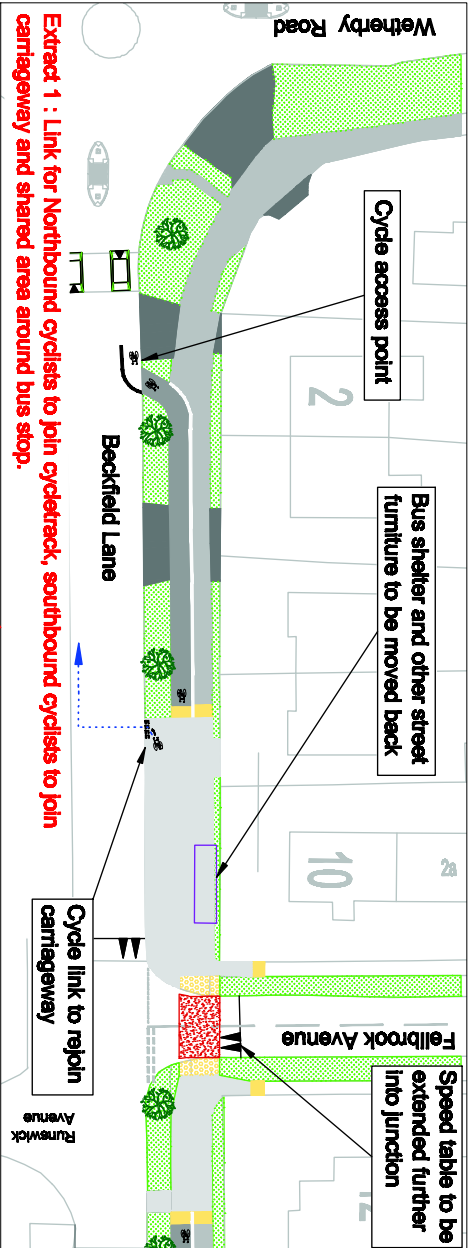 Wetherby Road
Cycle access point
2
Bus shelter and other street
furniture to be moved back
Beckfield Lane
10
2a
Tellbrook Avenue
Speed table to be
extended further
into junction
Cycle link to rejoin
carriageway
Runswick
Avenue
Extract 1 : Link for Northbound cyclists to join cycletrack, southbound cyclists to join
carriageway and shared area around bus stop.